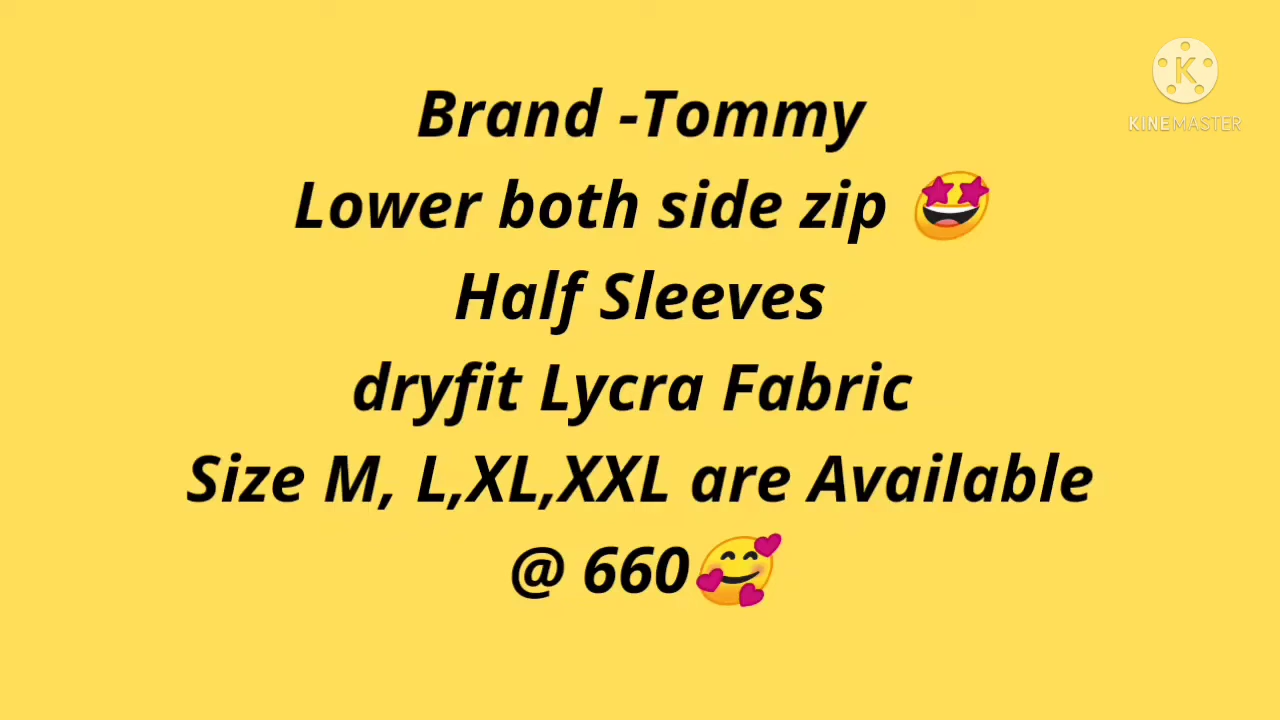 K
KINEMASTER
Brand -Tommy
Lower both side zip 🤩
Half Sleeves
dryfit Lycra Fabric
Size M, L,XL,XXL are Available
@ 660🥰